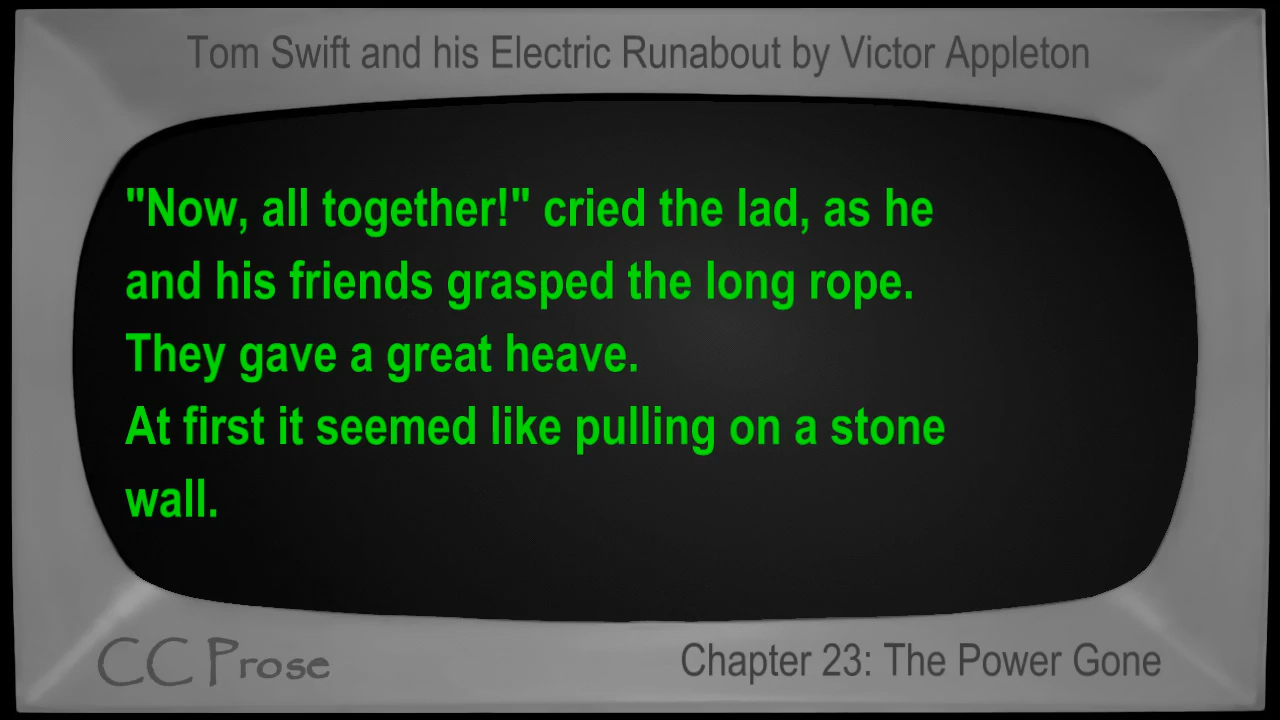 Tom Swift and his Electric Runabout by Victor Appleton
"Now, all together!" cried the lad, as he
and his friends grasped the long rope.
They gave a great heave.
At first it seemed like pulling on a stone
wall.
CC Prose
Chapter 23: The Power Gone